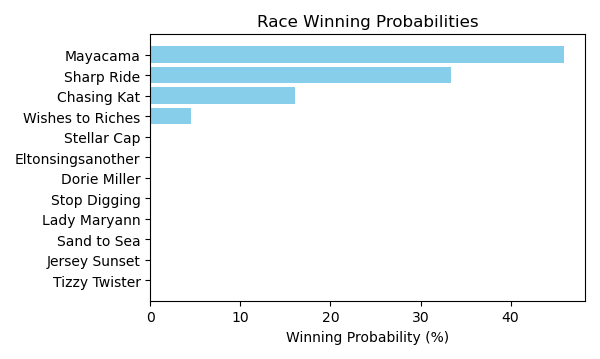 Race Winning Probabilities
Mayacama
Sharp Ride
Chasing Kat
Wishes to Riches
Stellar Cap
Eltonsingsanother
Dorie Miller
Stop Digging
Lady Maryann
Sand to Sea
Jersey Sunset
Tizzy Twister
0 10 20 30 40
Winning Probability (%)